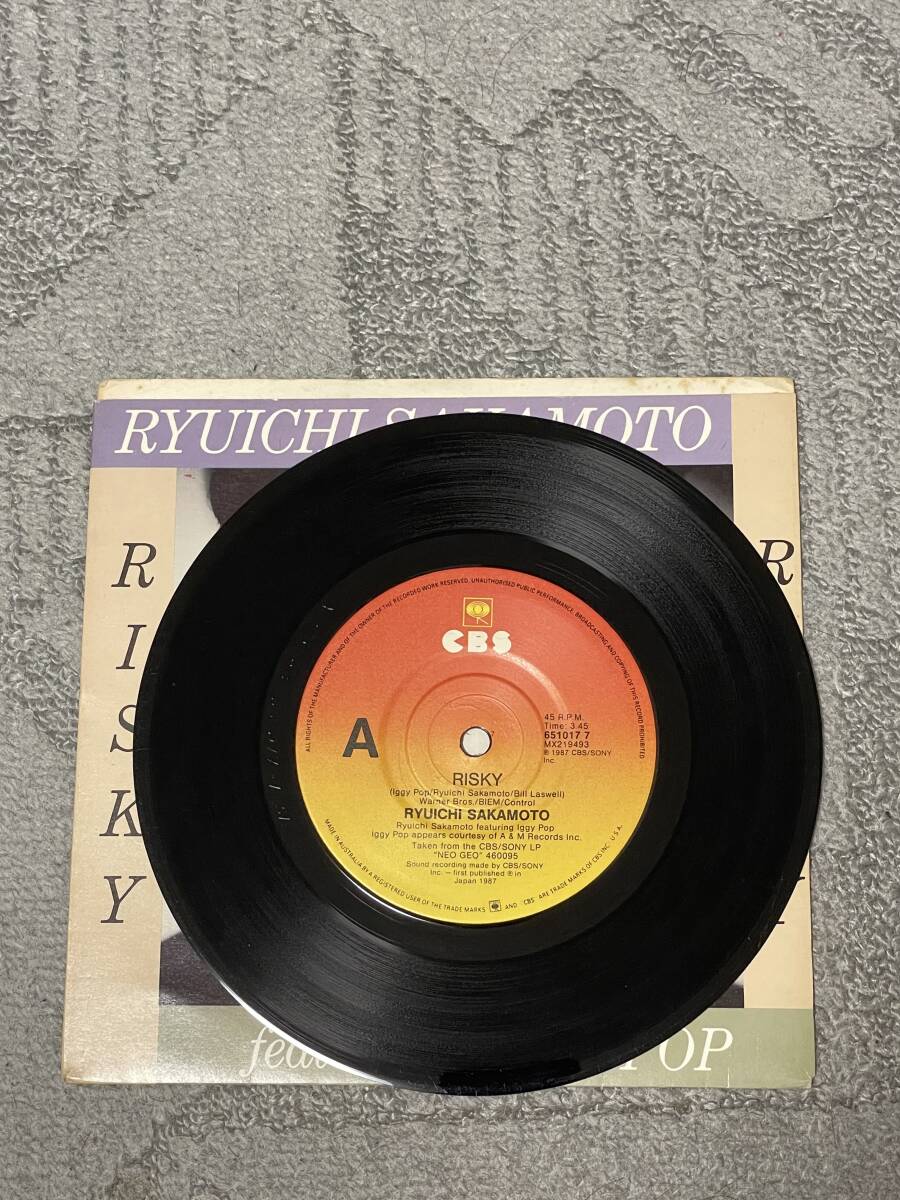 RYUICHI SAKAMOTO
RISKY
R
Y
POP
ALL RIGHTS OF THE MANUFACTURER AND OF THE OWNER OF THE RECORDED WORK RESERVED, UNAUTHORISED PUBLIC PERFORMANCE, BROADCASTING AND COPYING OF THIS RECORD PROHIBITED
CBS
A
45 R.P.M.
Time: 3.45
651017 7
MX219493
℗ 1987 CBS/SONY
Inc.
RISKY
(Iggy Pop/Ryuichi Sakamoto/Bill Laswell)
Warner Bros./BIEM/Control
RYUICHI SAKAMOTO
Ryuichi Sakamoto featuring Iggy Pop
Iggy Pop appears courtesy of A & M Records Inc.
Taken from the CBS/SONY LP
"NEO GEO" 460095
Sound recording made by CBS/SONY
Inc. – first published ℗ in
Japan 1987
MADE IN AUSTRALIA BY A REGISTERED USER OF THE TRADE MARKS AND 'CBS' ARE TRADE MARKS OF CBS INC. U.S.A.